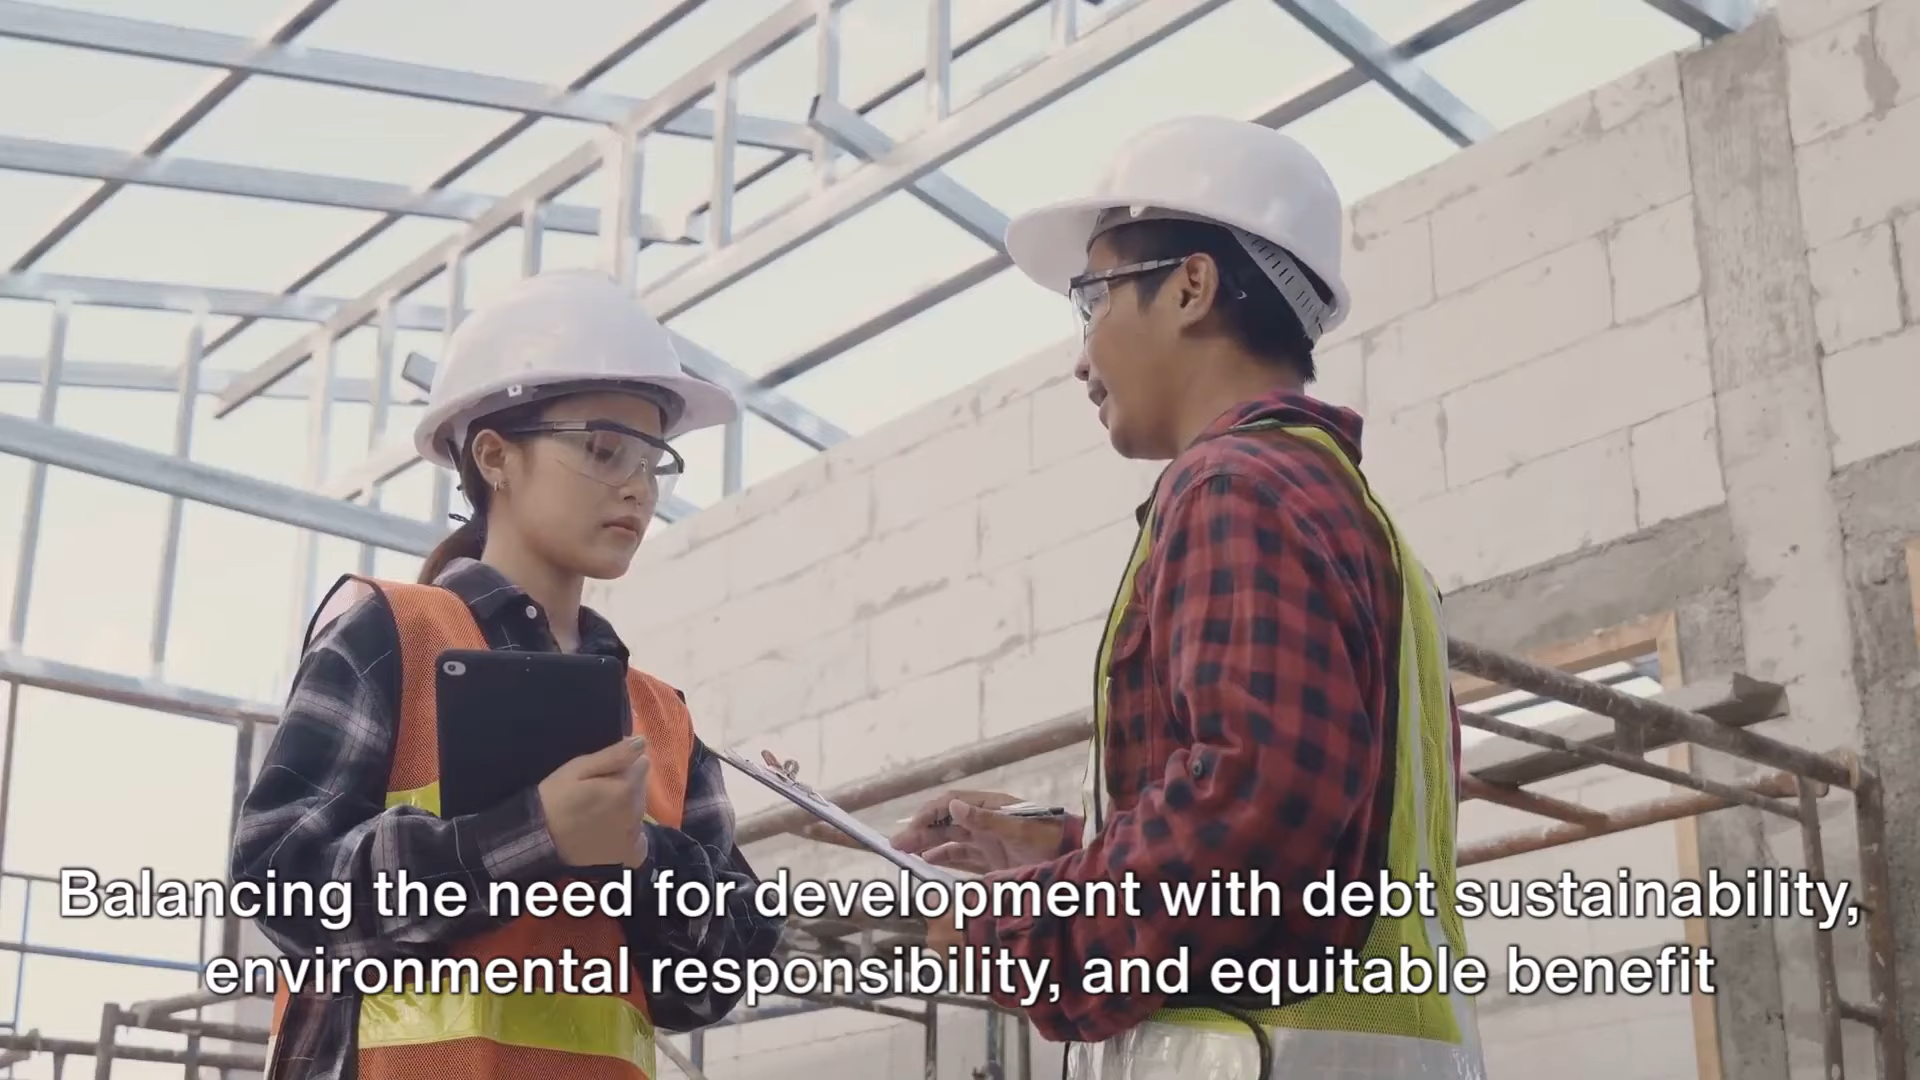 Balancing the need for development with debt sustainability,
environmental responsibility, and equitable benefit